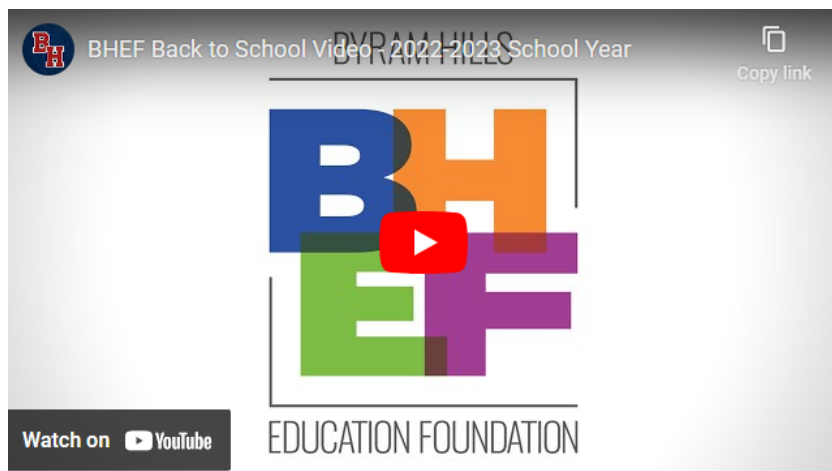 BH
BHEF Back to School Video - 2022-2023 School Year
Copy link
BYRAM HILLS
BH
EF
EDUCATION FOUNDATION
Watch on YouTube